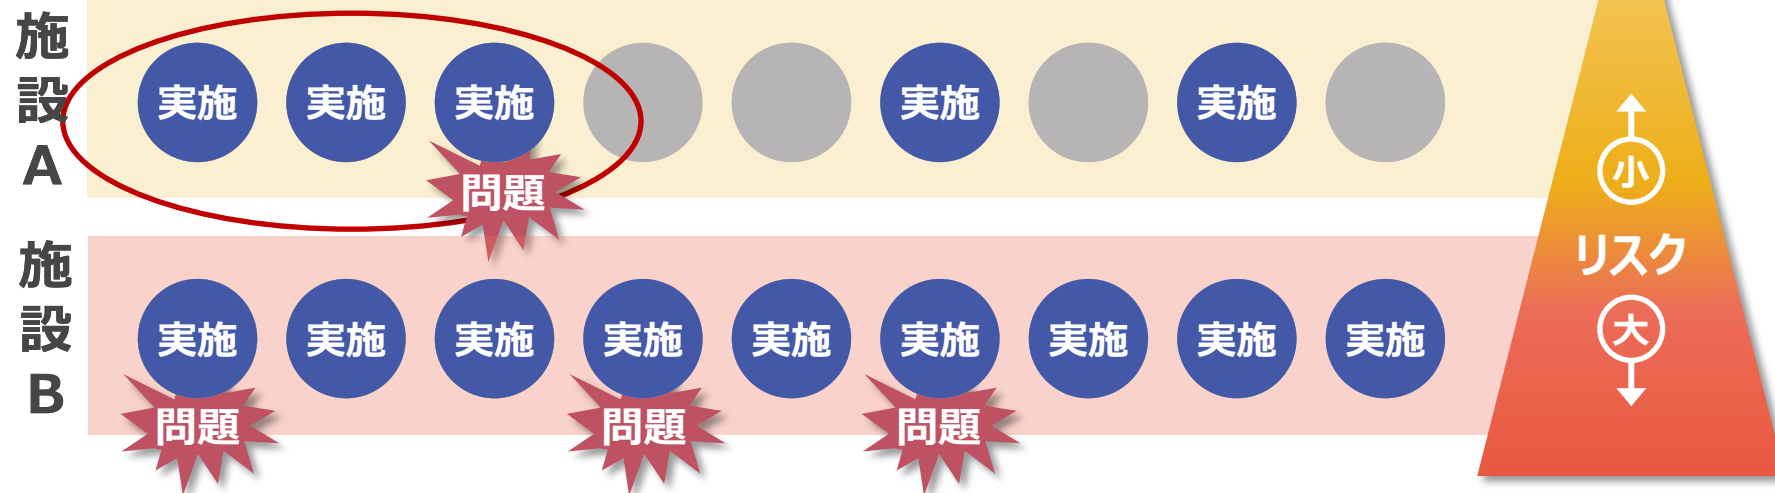 施設A
実施 実施 実施 実施 実施
問題
施設B
実施 実施 実施 実施 実施 実施 実施 実施 実施
問題 問題 問題
小
リスク
大